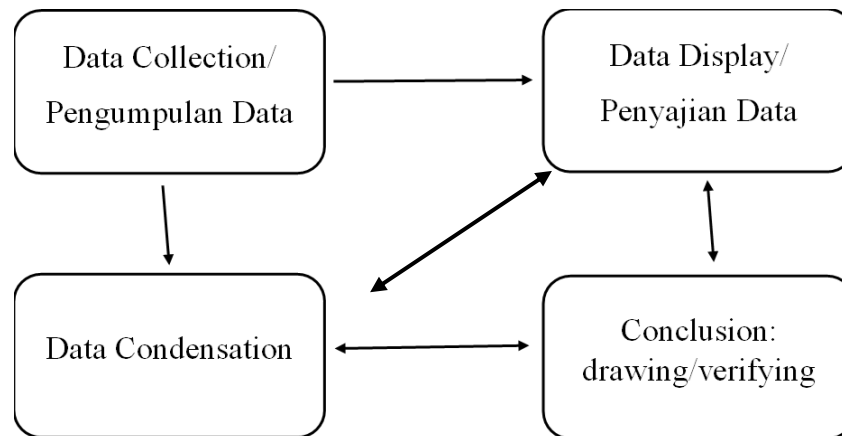 Data Collection/
Pengumpulan Data
Data Display/
Penyajian Data
Data Condensation
Conclusion:
drawing/verifying